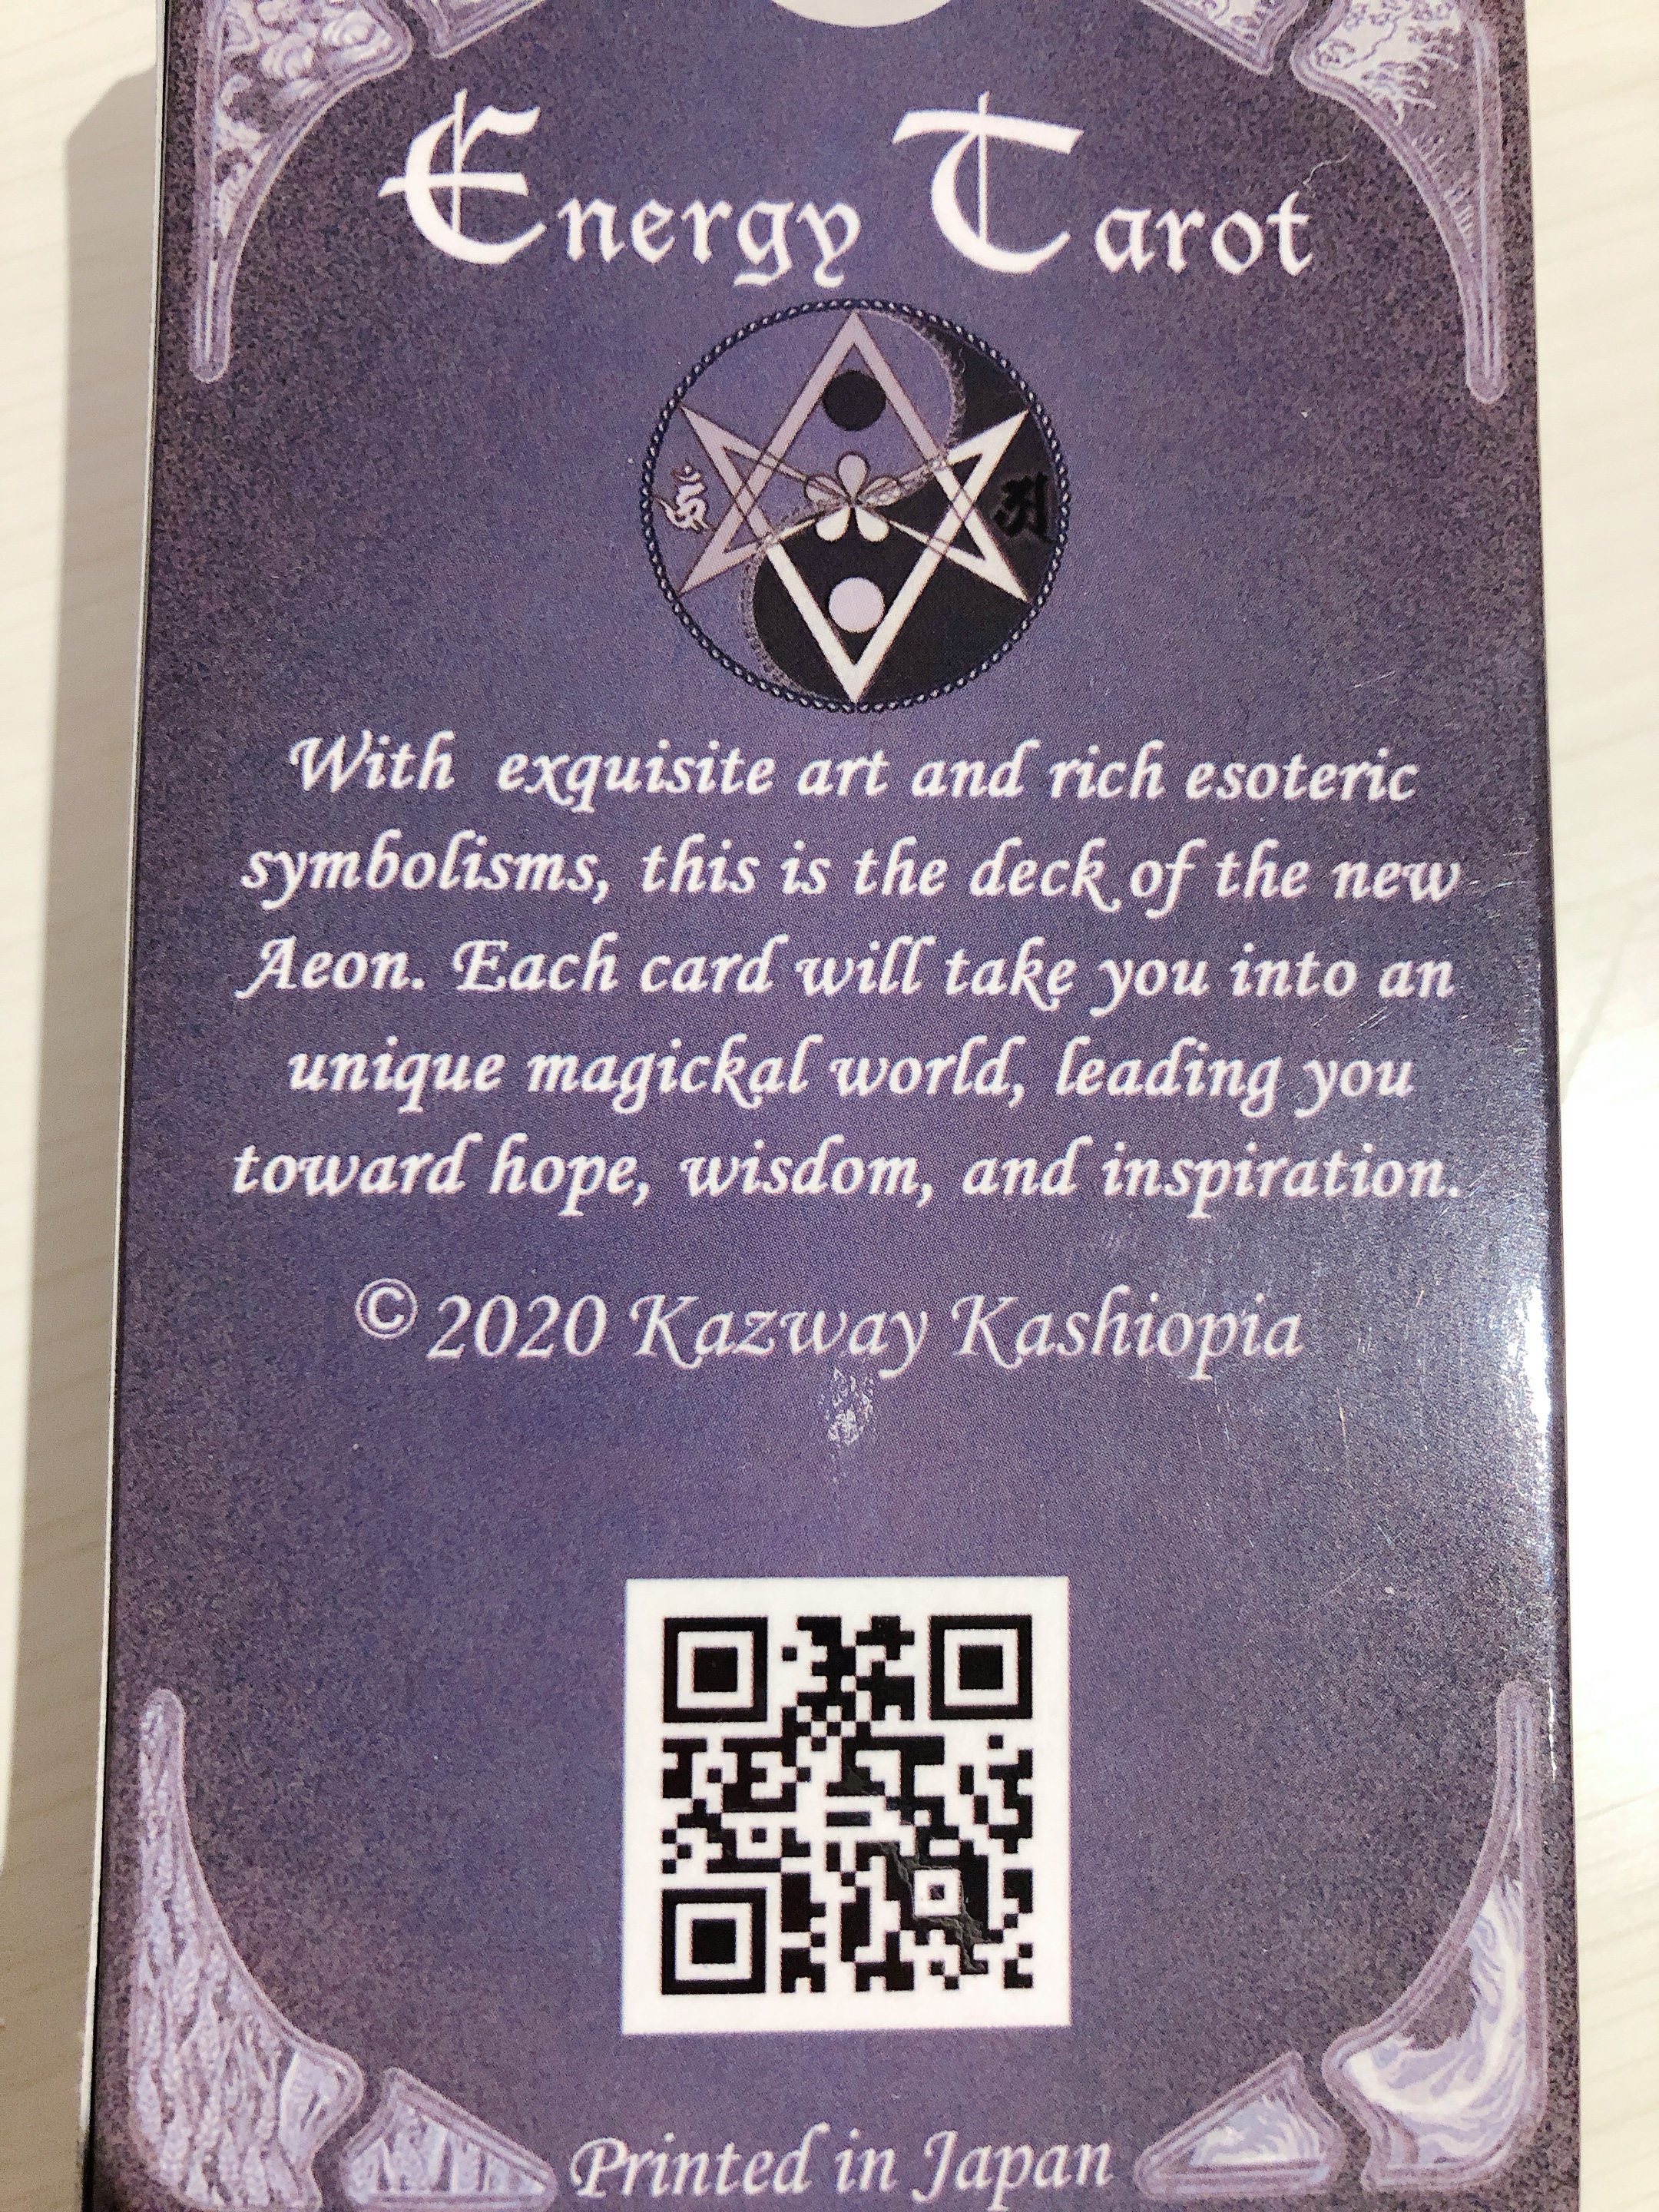 Energy Tarot
With exquisite art and rich esoteric
symbolisms, this is the deck of the new
Aeon. Each card will take you into an
unique magickal world, leading you
toward hope, wisdom, and inspiration.
© 2020 Kazway Kashiopia
Printed in Japan